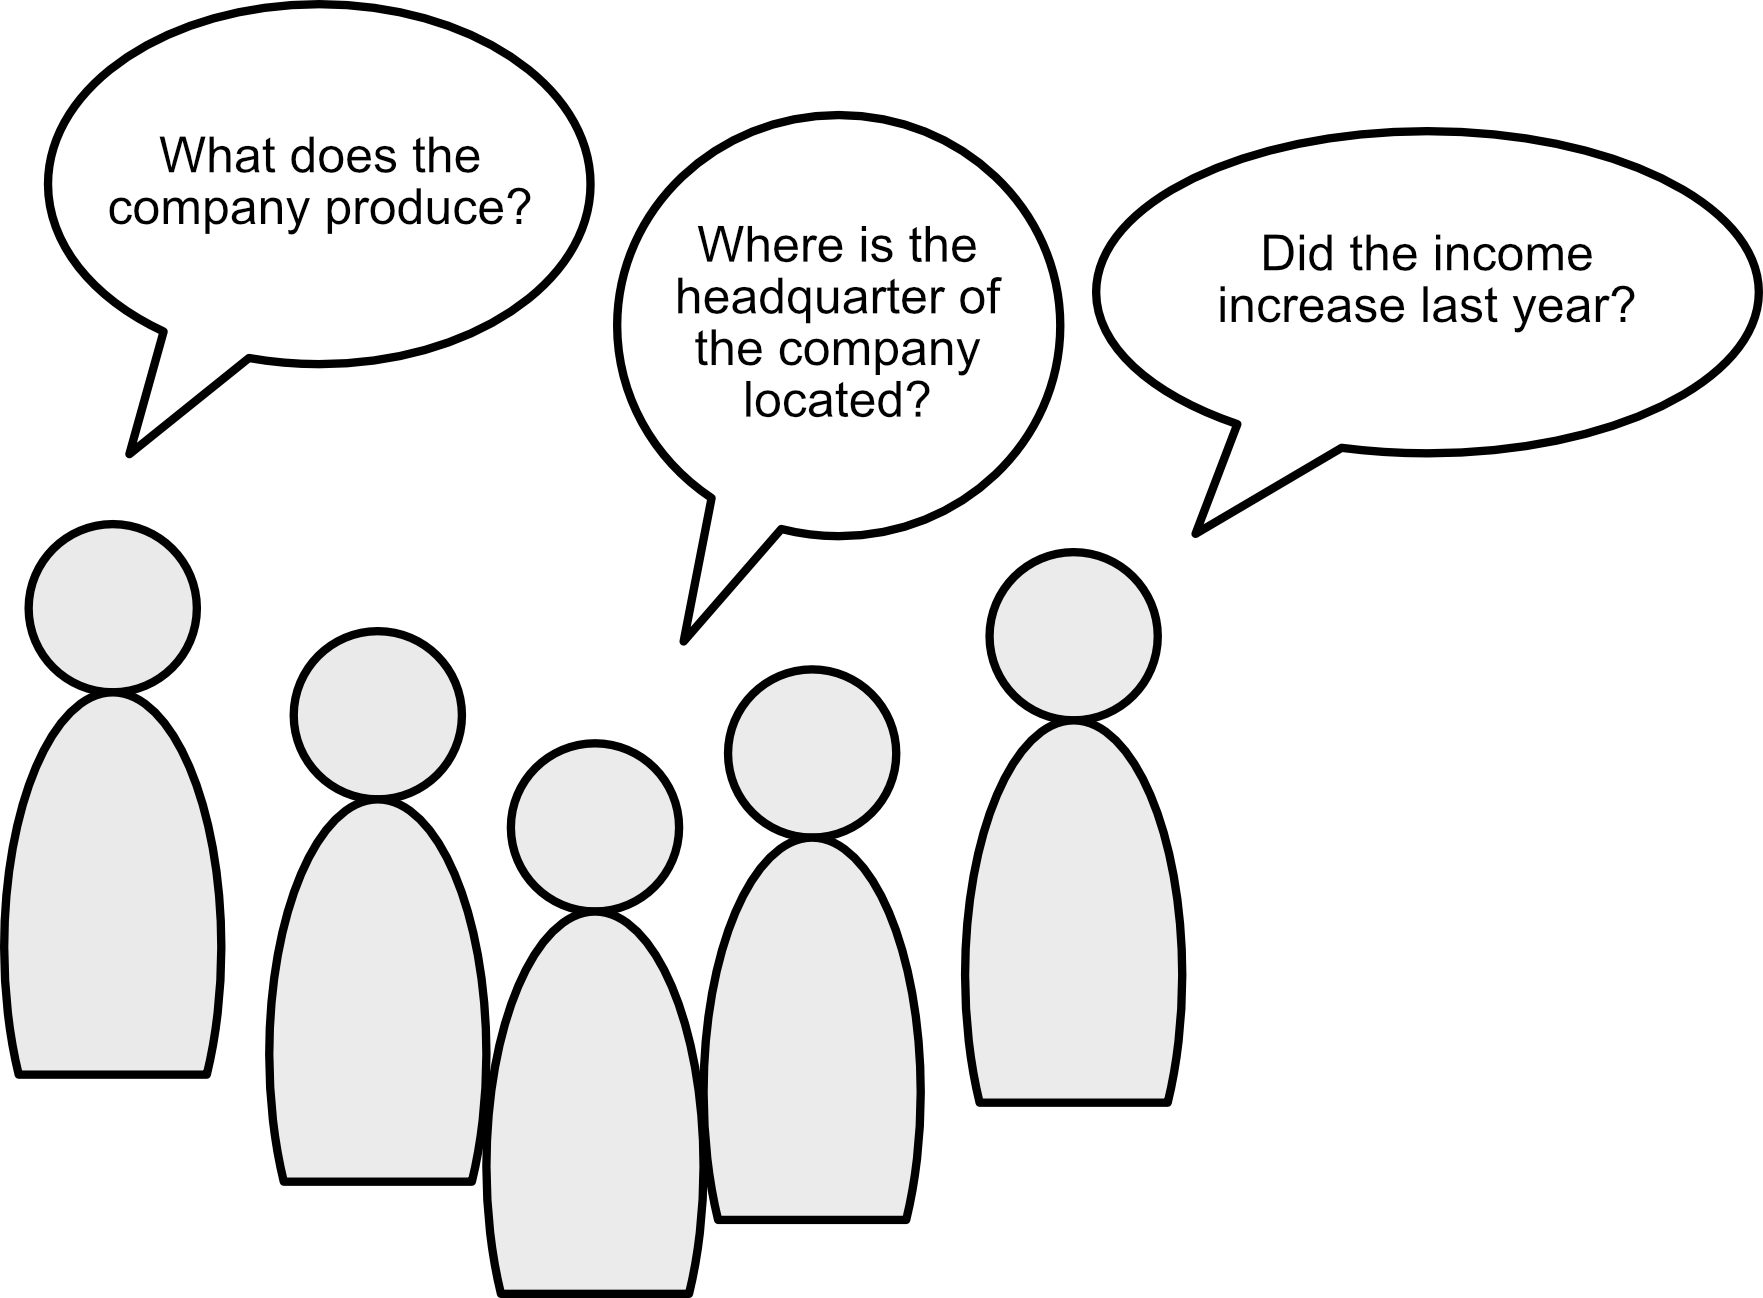 What does the
company produce?
Where is the
headquarter of
the company
located?
Did the income
increase last year?